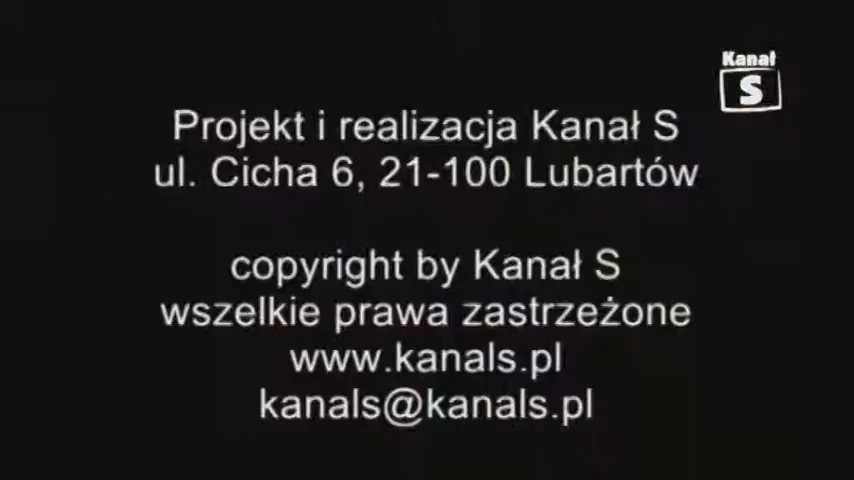 Kanał
S
Projekt i realizacja Kanał S
ul. Cicha 6, 21-100 Lubartów
copyright by Kanał S
wszelkie prawa zastrzeżone
www.kanals.pl
kanals@kanals.pl